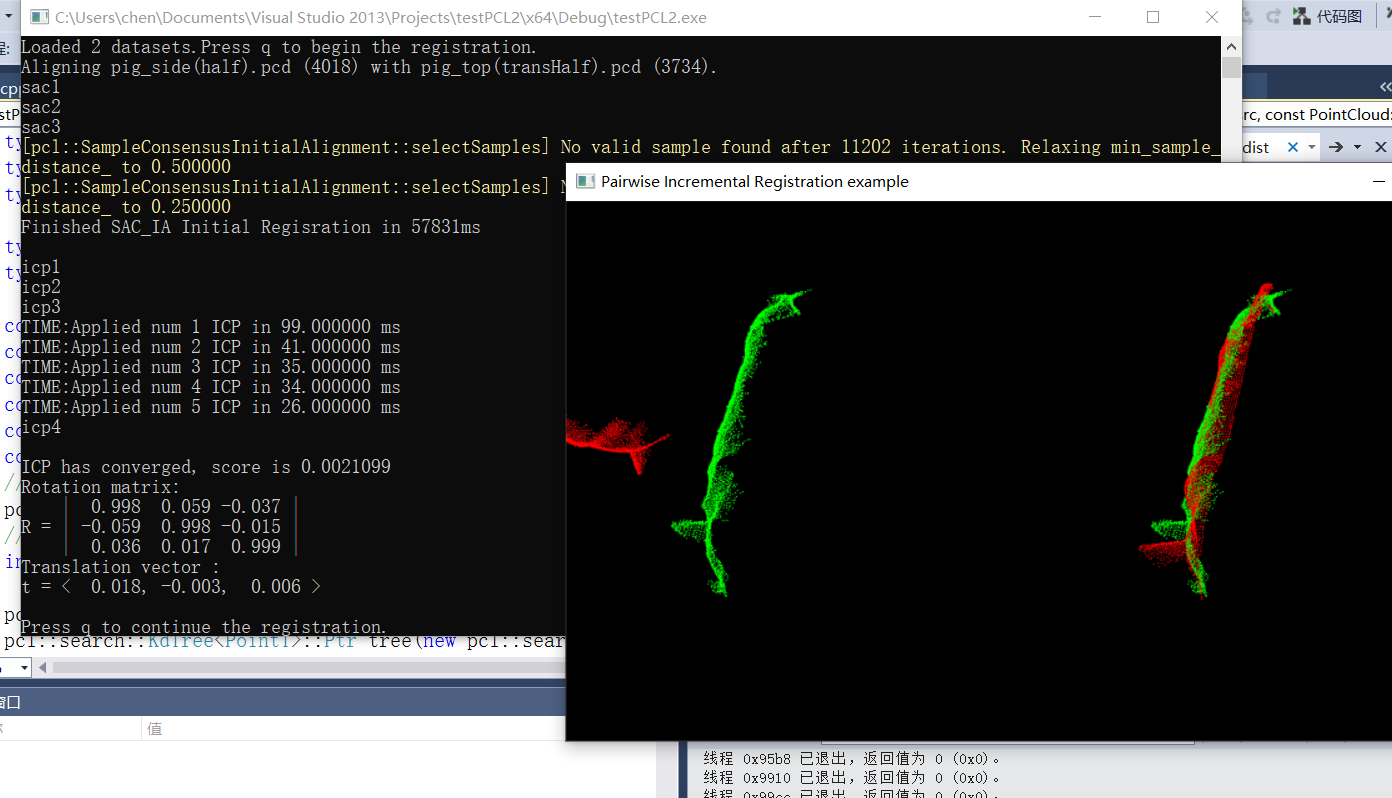 C:\Users\chen\Documents\Visual Studio 2013\Projects\testPCL2\x64\Debug\testPCL2.exe
代码图
Loaded 2 datasets.Press q to begin the registration.
Aligning pig_side(half).pcd (4018) with pig_top(transHalf).pcd (3734).
sac1
sac2
sac3
[pcl::SampleConsensusInitialAlignment::selectSamples] No valid sample found after 11202 iterations. Relaxing min_sample_
distance_ to 0.500000
[pcl::SampleConsensusInitialAlignment::selectSamples]
distance_ to 0.250000
Finished SAC_IA Initial Regisration in 57831ms
icp1
icp2
icp3
TIME:Applied num 1 ICP in 99.000000 ms
TIME:Applied num 2 ICP in 41.000000 ms
TIME:Applied num 3 ICP in 35.000000 ms
TIME:Applied num 4 ICP in 34.000000 ms
TIME:Applied num 5 ICP in 26.000000 ms
icp4
ICP has converged, score is 0.0021099
Rotation matrix:
| 0.998 0.059 -0.037 |
R = | -0.059 0.998 -0.015 |
| 0.036 0.017 0.999 |
Translation vector :
t = < 0.018, -0.003, 0.006 >
Press q to continue the registration.
rc, const PointCloud:
dist
Pairwise Incremental Registration example
pcl::search::KdTree<PointT>::Ptr tree(new pcl::sear
窗口
值
线程 0x95b8 已退出，返回值为 0 (0x0)。
线程 0x9910 已退出，返回值为 0 (0x0)。
线程 0x99cc 已退出，返回值为 0 (0x0)。